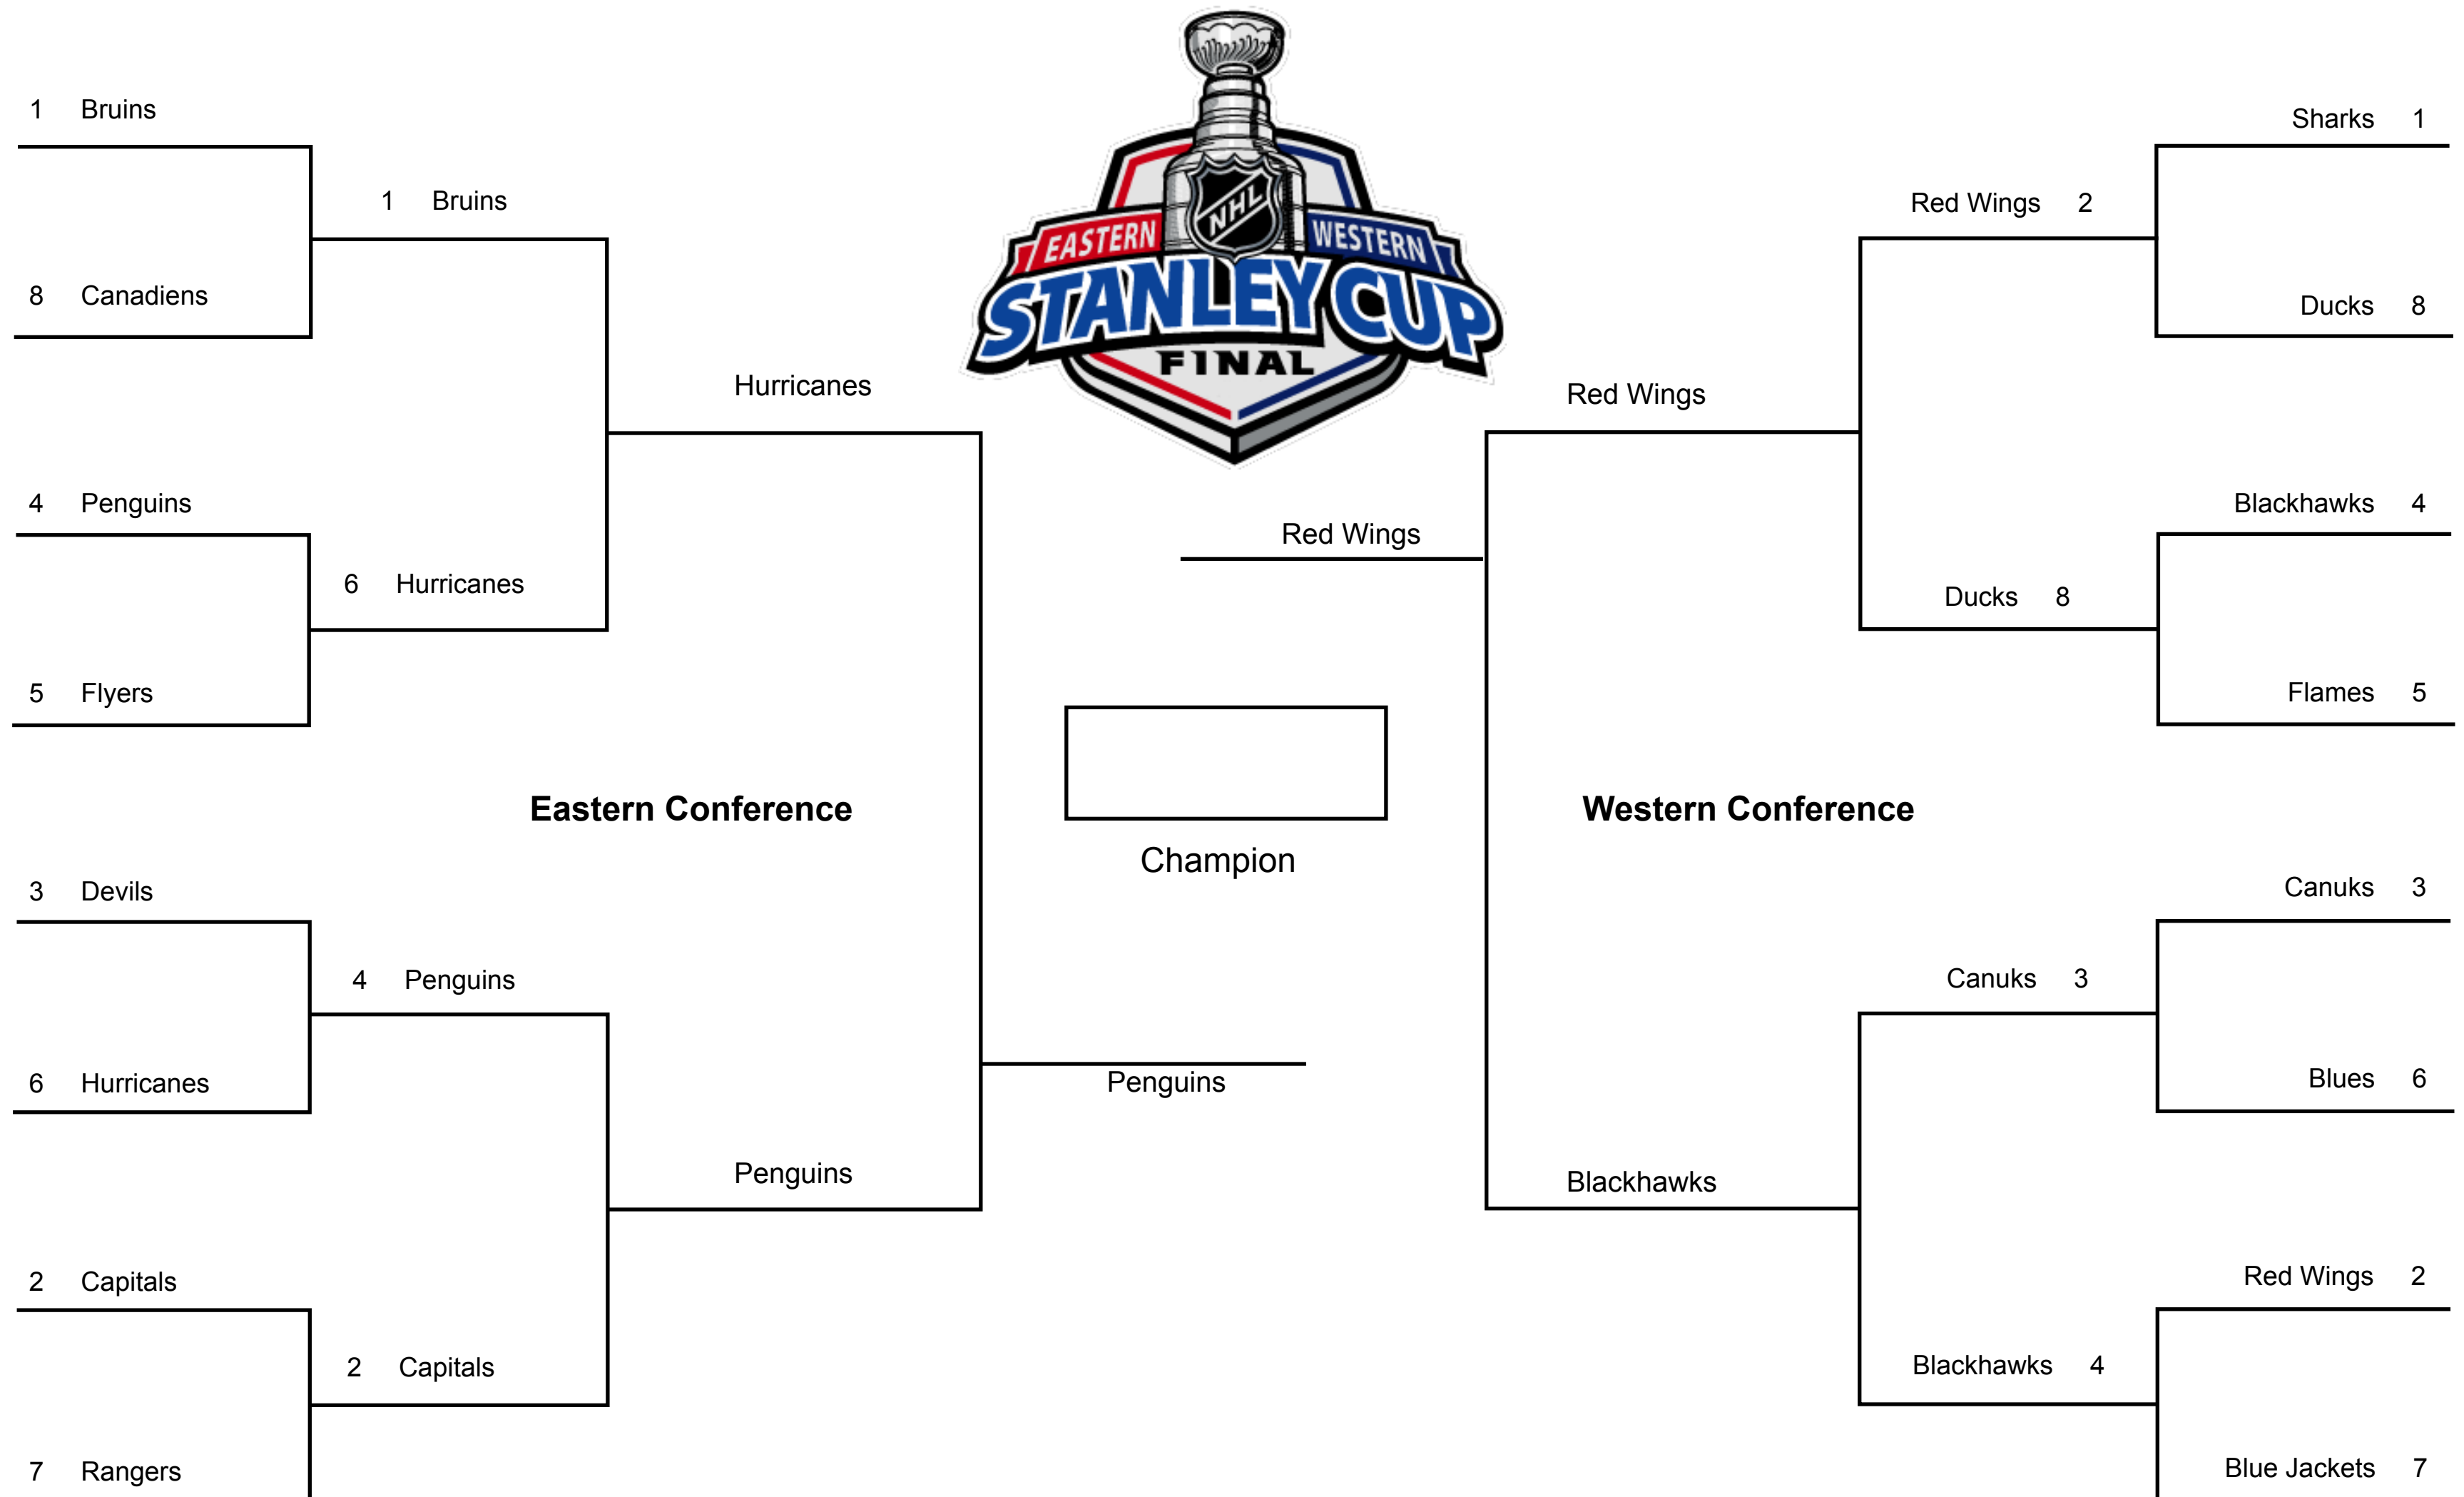 1 Bruins
8 Canadiens
4 Penguins
5 Flyers
3 Devils
6 Hurricanes
2 Capitals
7 Rangers
1 Bruins
6 Hurricanes
4 Penguins
2 Capitals
Hurricanes
Penguins
Eastern Conference
Penguins
NHL
EASTERN WESTERN
STANLEY CUP
FINAL
Red Wings
Champion
Red Wings
Blackhawks
Western Conference
Red Wings 2
Ducks 8
Canuks 3
Blackhawks 4
Sharks 1
Ducks 8
Blackhawks 4
Flames 5
Canuks 3
Blues 6
Red Wings 2
Blue Jackets 7